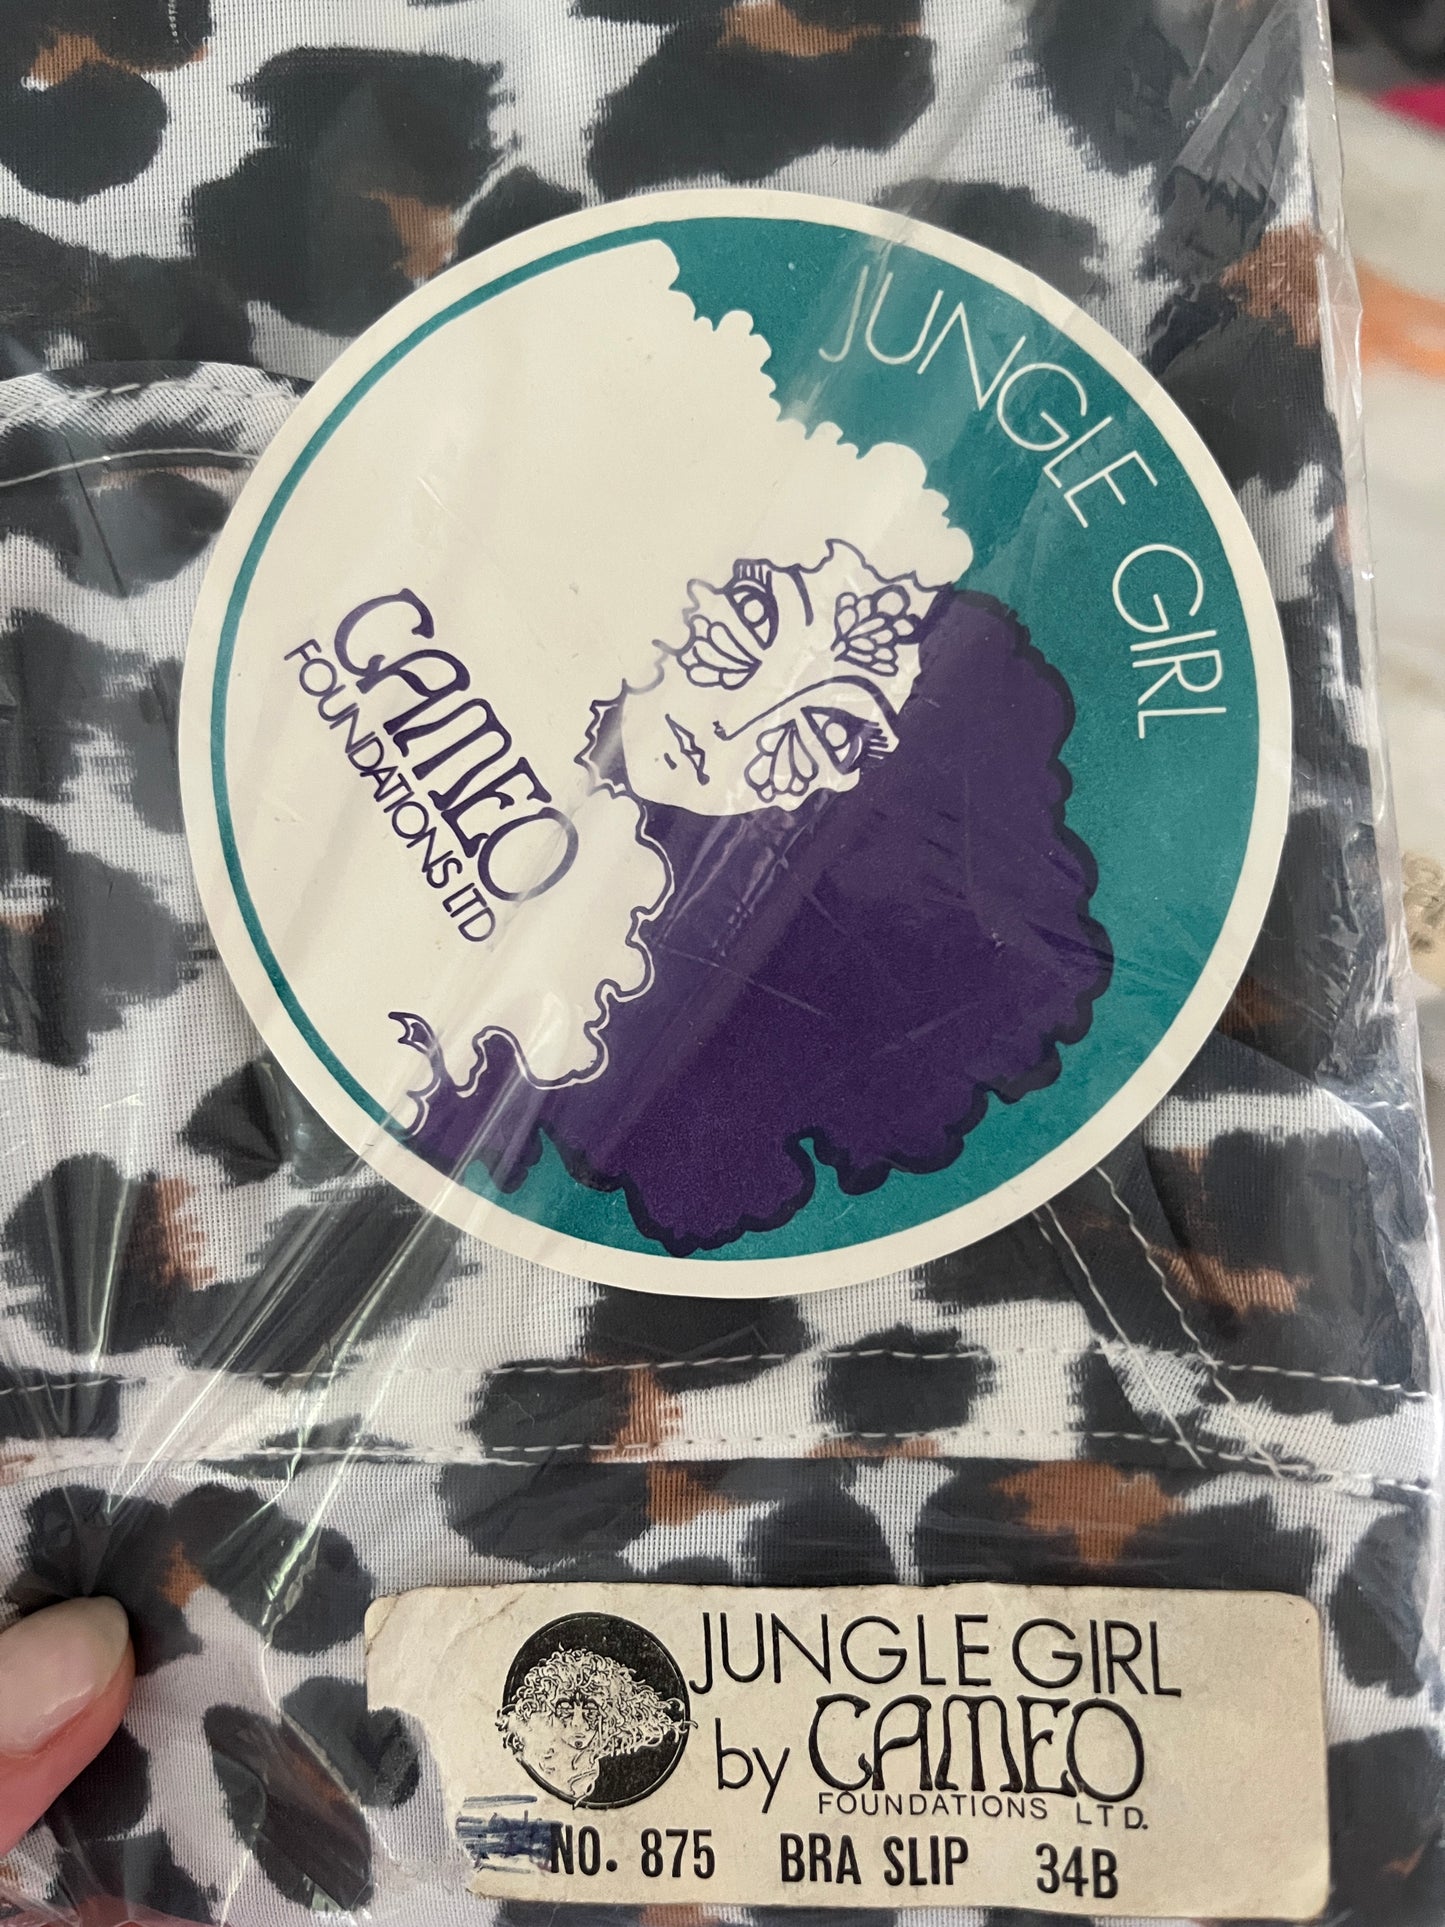 JUNGLE GIRL
CAMEO
FOUNDATIONS LTD
JUNGLE GIRL
by CAMEO
FOUNDATIONS LTD.
NO. 875 BRA SLIP 34B